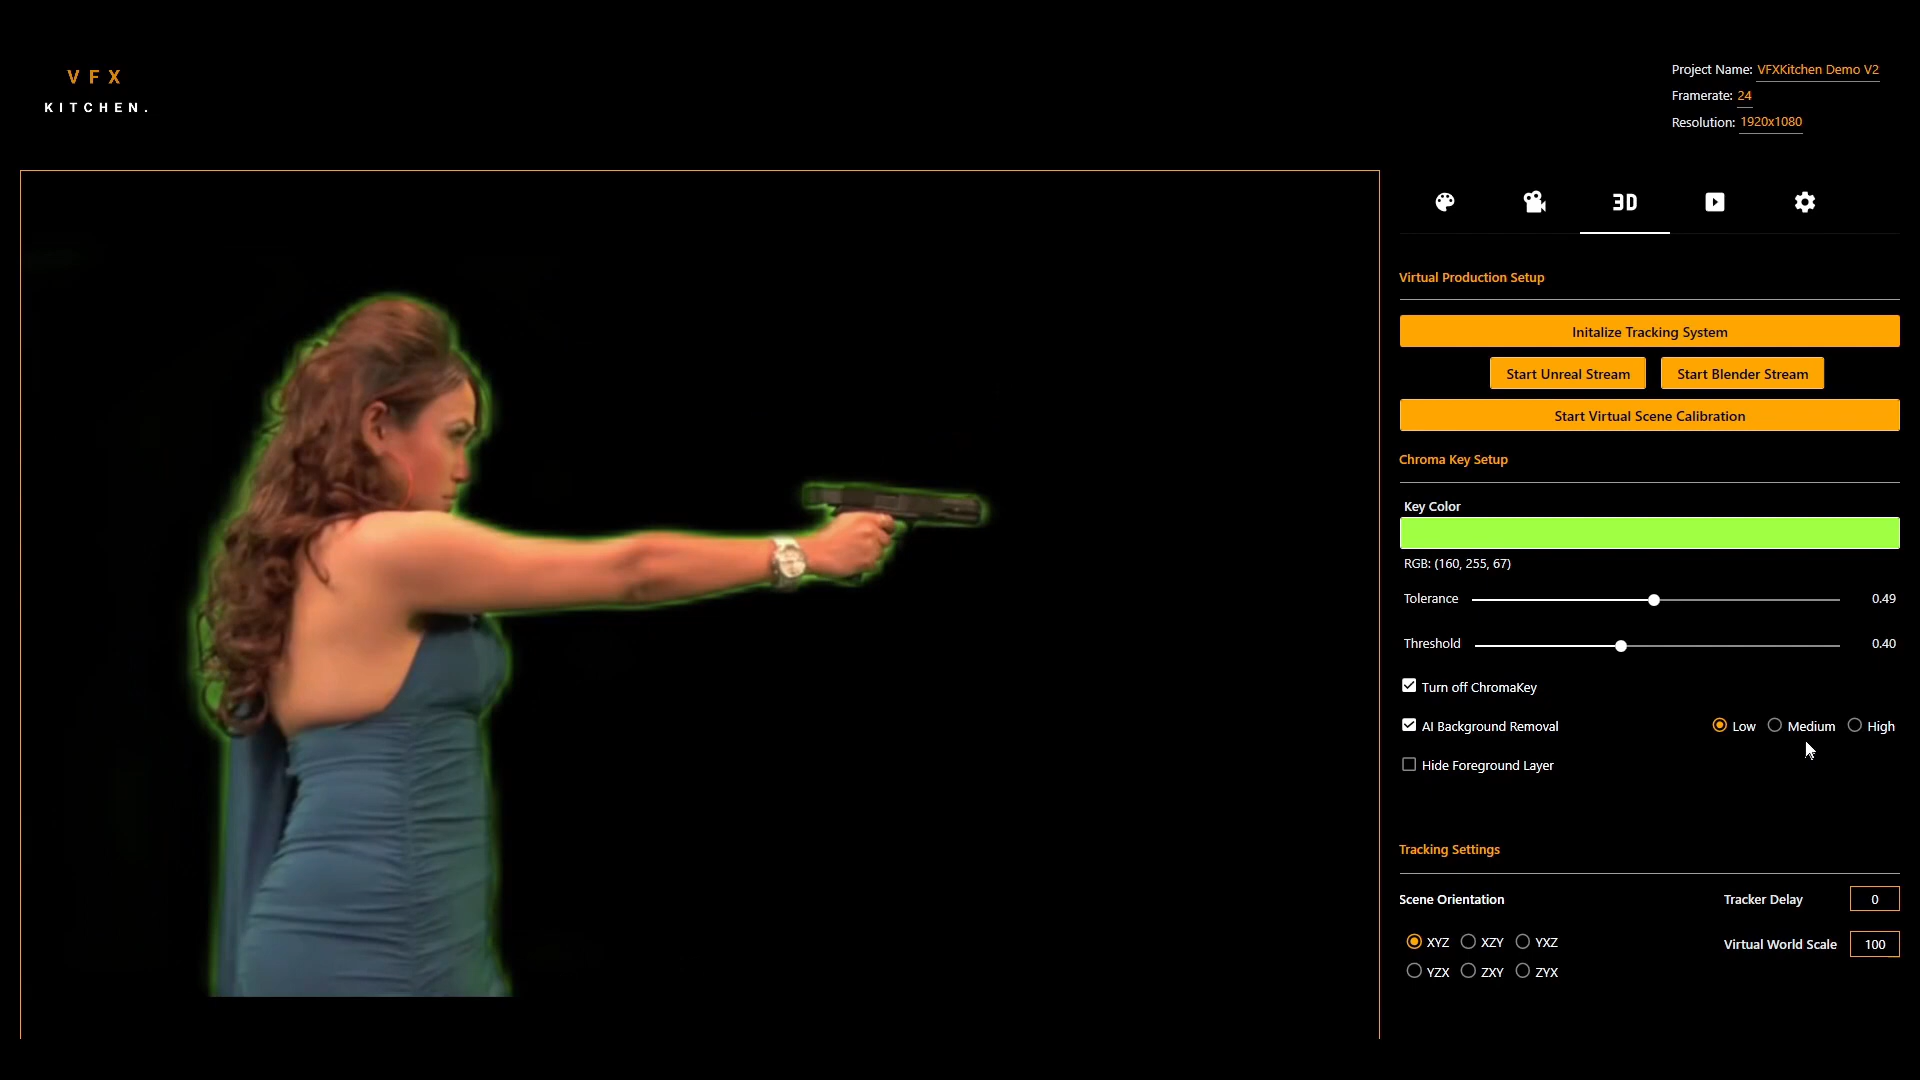 VFX
KITCHEN.
Project Name: VFXKitchen Demo V2
Framerate: 24
Resolution: 1920x1080
3D
Virtual Production Setup
Initalize Tracking System
Start Unreal Stream Start Blender Stream
Start Virtual Scene Calibration
Chroma Key Setup
Key Color
RGB: (160, 255, 67)
Tolerance 0.49
Threshold 0.40
Turn off ChromaKey
AI Background Removal Low Medium High
Hide Foreground Layer
Tracking Settings
Scene Orientation Tracker Delay 0
XYZ XZY YXZ Virtual World Scale 100
YZX ZXY ZYX